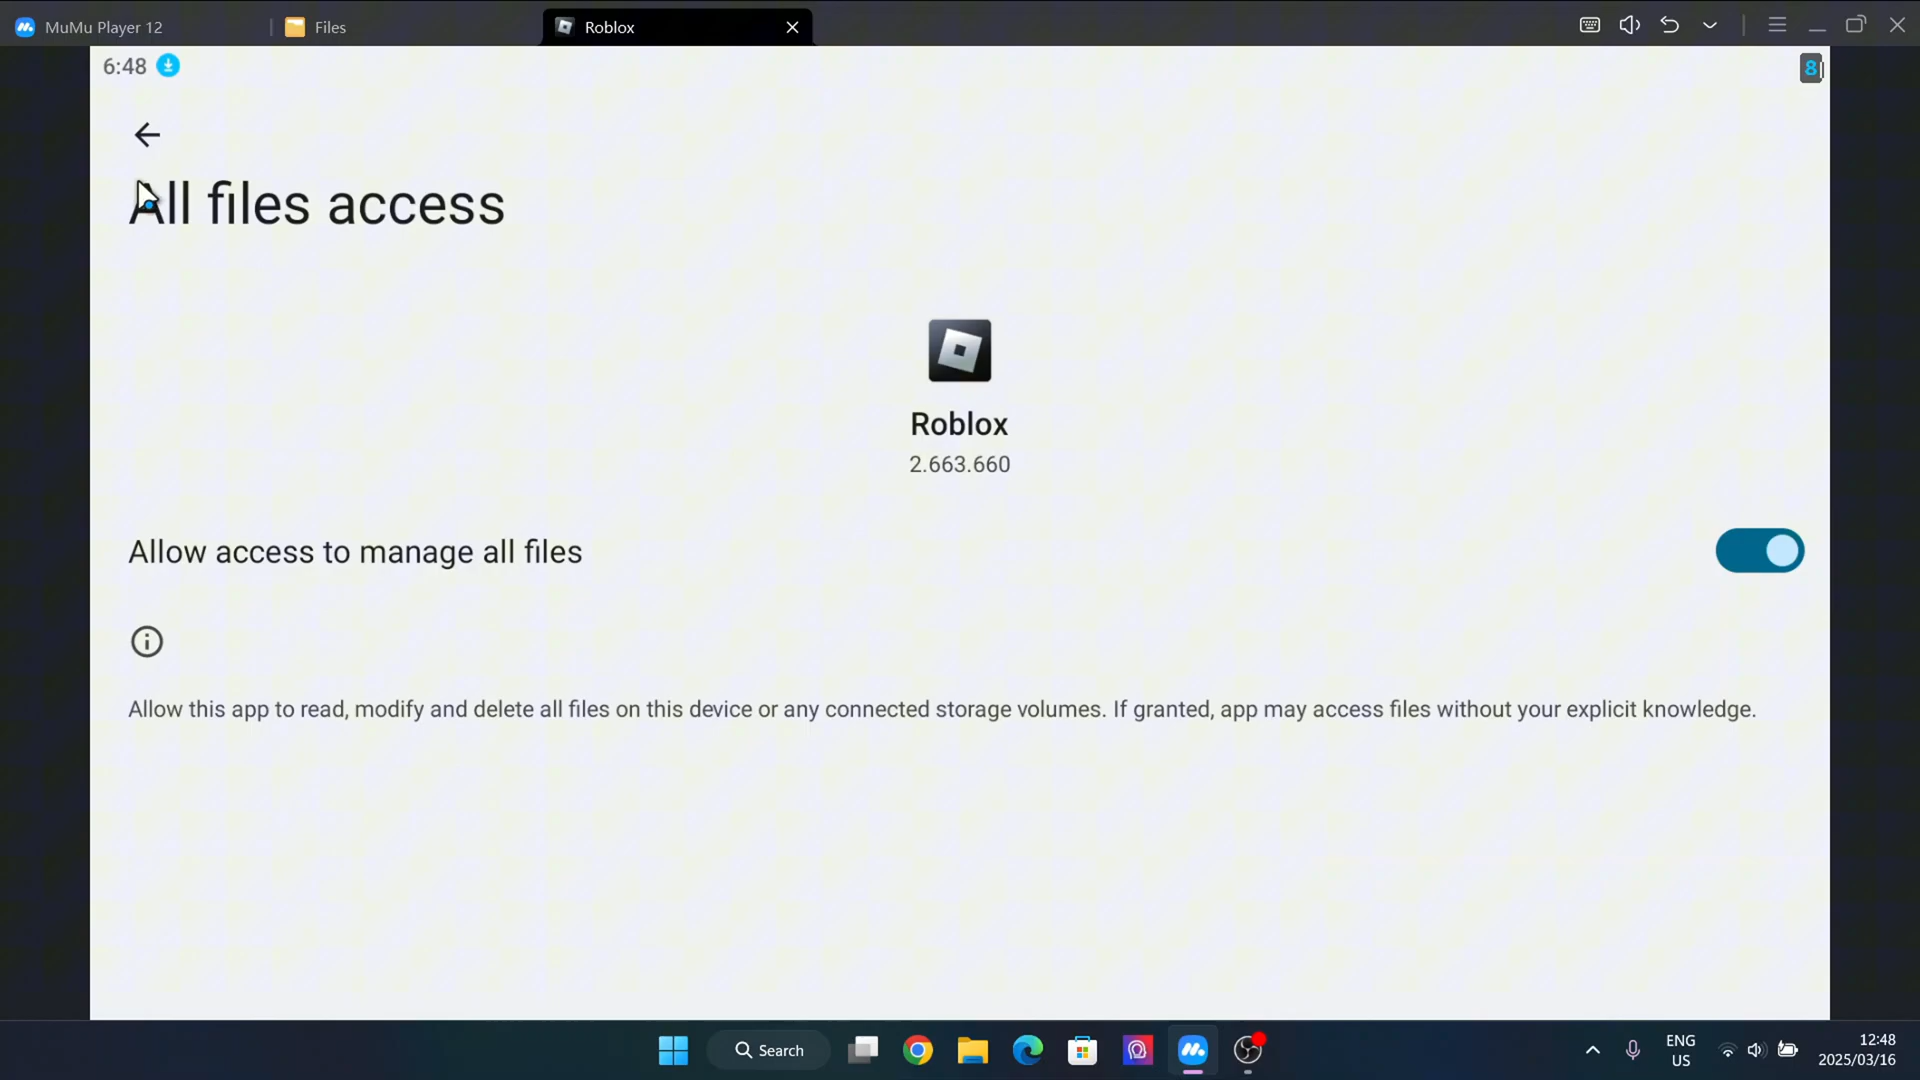 MuMu Player 12
Files
Roblox
6:48
8
All files access
Roblox
2.663.660
Allow access to manage all files
Allow this app to read, modify and delete all files on this device or any connected storage volumes. If granted, app may access files without your explicit knowledge.
Search
ENG
US
12:48
2025/03/16